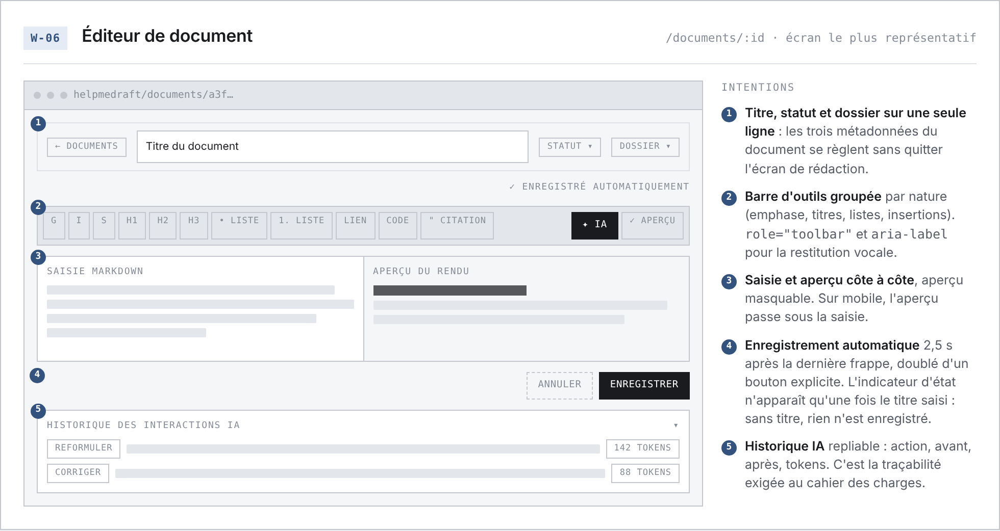 W-06 Éditeur de document
/documents/:id · écran le plus représentatif
helpmedraft/documents/a3f…
1
← DOCUMENTS Titre du document STATUT ▾ DOSSIER ▾
✓ ENREGISTRÉ AUTOMATIQUEMENT
2
G I S H1 H2 H3 • LISTE 1. LISTE LIEN CODE " CITATION ✦ IA ✓ APERÇU
3
SAISIE MARKDOWN APERÇU DU RENDU
4
ANNULER ENREGISTRER
5
HISTORIQUE DES INTERACTIONS IA ▾
REFORMULER 142 TOKENS
CORRIGER 88 TOKENS
INTENTIONS
1 Titre, statut et dossier sur une seule
ligne : les trois métadonnées du
document se règlent sans quitter
l'écran de rédaction.
2 Barre d'outils groupée par nature
(emphase, titres, listes, insertions).
role="toolbar" et aria-label
pour la restitution vocale.
3 Saisie et aperçu côte à côte, aperçu
masquable. Sur mobile, l'aperçu
passe sous la saisie.
4 Enregistrement automatique 2,5 s
après la dernière frappe, doublé d'un
bouton explicite. L'indicateur d'état
n'apparaît qu'une fois le titre saisi :
sans titre, rien n'est enregistré.
5 Historique IA repliable : action, avant,
après, tokens. C'est la traçabilité
exigée au cahier des charges.